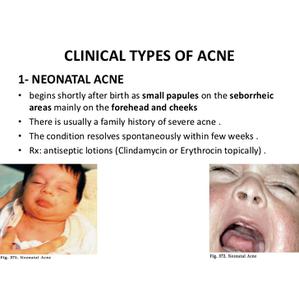 CLINICAL TYPES OF ACNE
1- NEONATAL ACNE
• begins shortly after birth as small papules on the seborrheic
areas mainly on the forehead and cheeks
• There is usually a family history of severe acne .
• The condition resolves spontaneously within few weeks .
• Rx: antiseptic lotions (Clindamycin or Erythrocin topically) .
Fig. 371. Neonatal Acne
Fig. 372. Neonatal Acne